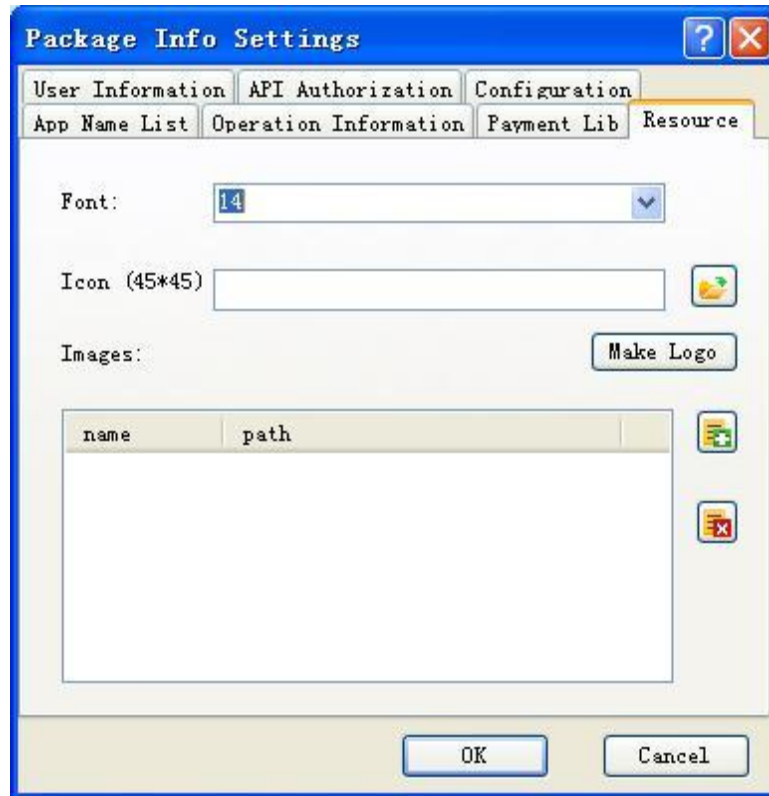 Package Info Settings
User Information API Authorization Configuration
App Name List Operation Information Payment Lib Resource
Font: 14
Icon (45*45)
Images: Make Logo
name path
OK Cancel